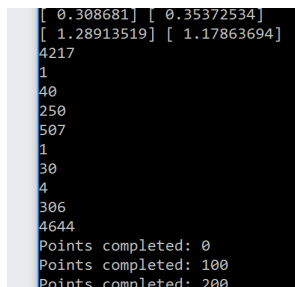 [ 0.308681] [ 0.35372534]
[ 1.28913519] [ 1.17863694]
4217
1
40
250
507
1
30
4
306
4644
Points completed: 0
Points completed: 100
Points completed: 200